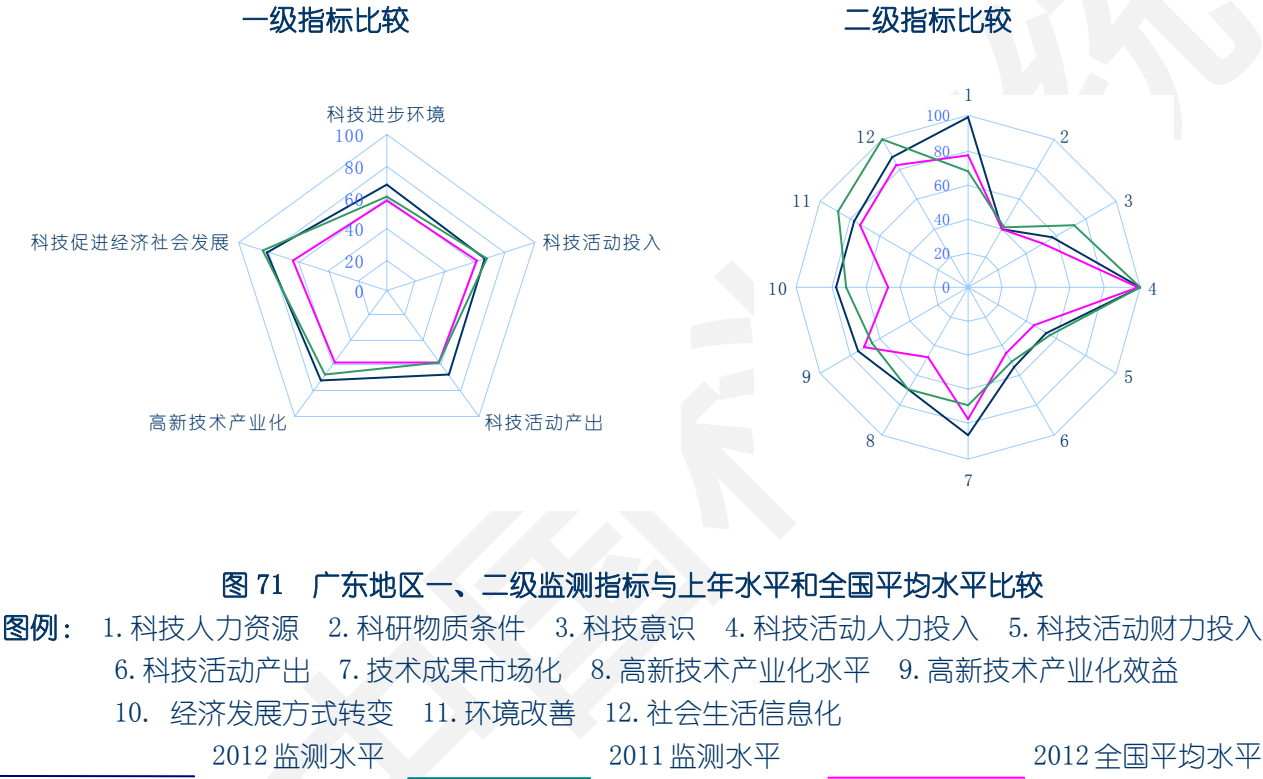 一级指标比较
二级指标比较
科技进步环境
100
80
60
40
20
0
科技促进经济社会发展
科技活动投入
高新技术产业化
科技活动产出
1
100
12
2
80
60
11
3
40
20
10
0
4
9
5
8
6
7
图 71 广东地区一、二级监测指标与上年水平和全国平均水平比较
图例: 1.科技人力资源 2.科研物质条件 3.科技意识 4.科技活动人力投入 5.科技活动财力投入
6.科技活动产出 7.技术成果市场化 8.高新技术产业化水平 9.高新技术产业化效益
10. 经济发展方式转变 11.环境改善 12.社会生活信息化
2012 监测水平 2011 监测水平 2012 全国平均水平